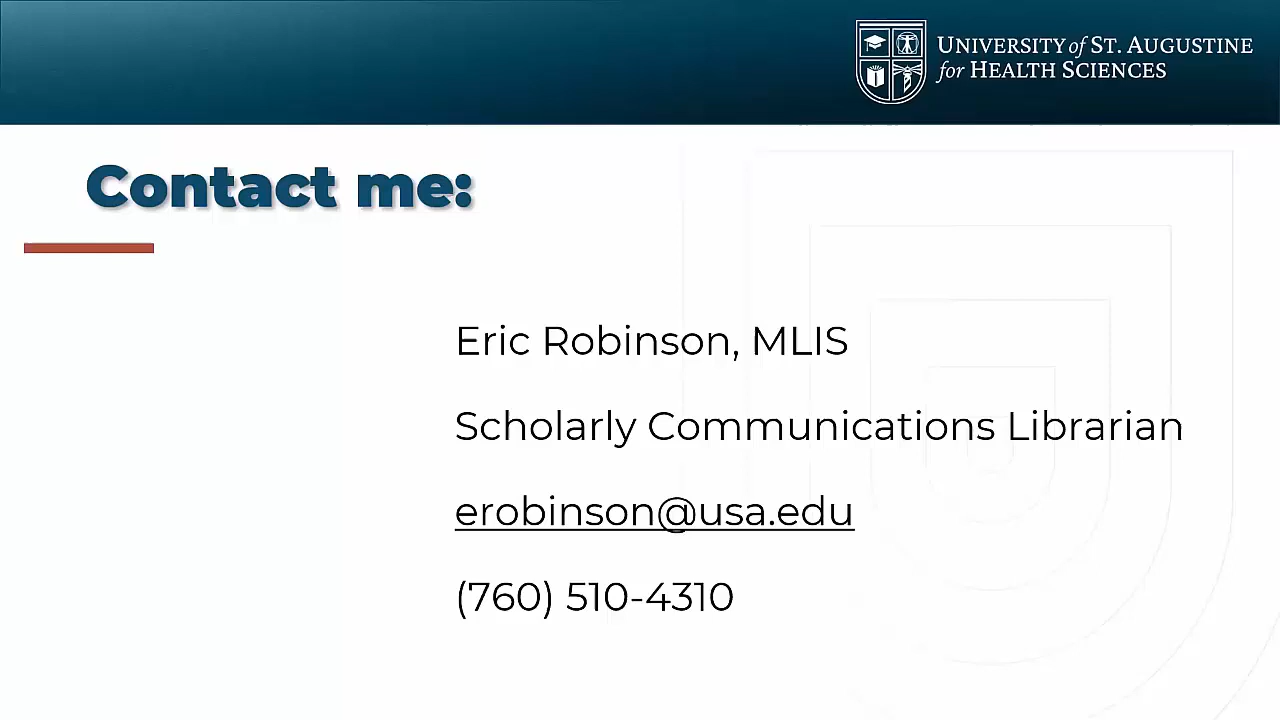 UNIVERSITY of ST. AUGUSTINE
for HEALTH SCIENCES
Contact me:
Eric Robinson, MLIS
Scholarly Communications Librarian
erobinson@usa.edu
(760) 510-4310